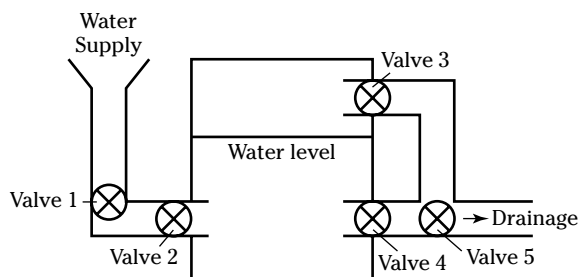 Water
Supply
Valve 3
Water level
Valve 1
Drainage
Valve 2
Valve 4
Valve 5